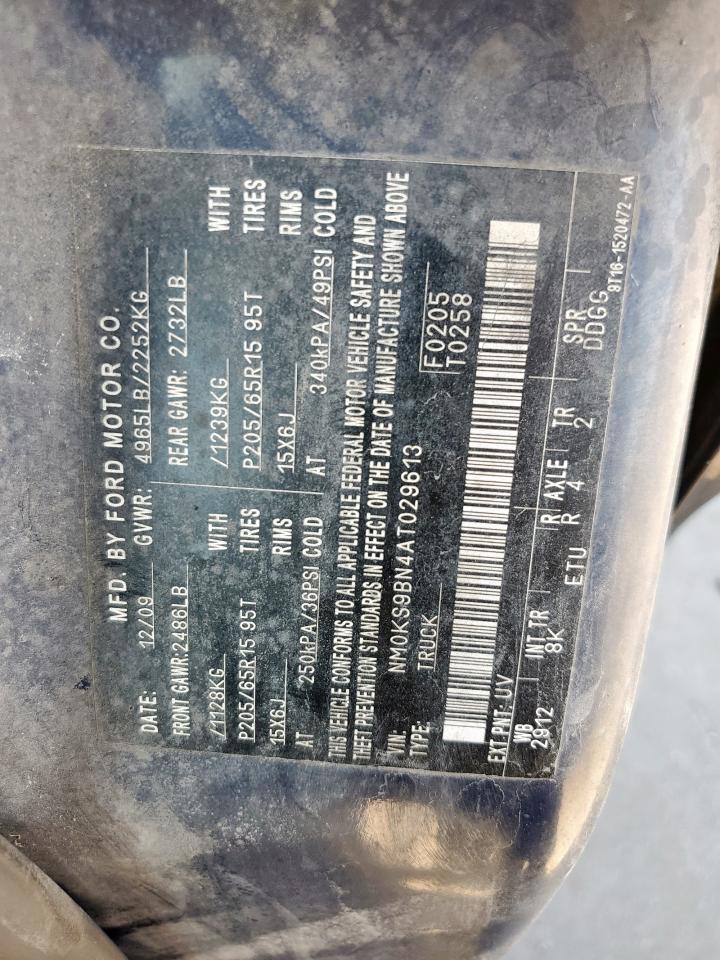 MFD. BY FORD MOTOR CO.
DATE: 12/09 GVWR: 4965LB/2252KG
FRONT GAWR: 2486LB REAR GAWR: 2732LB
/1128KG WITH /1239KG WITH
P205/65R15 95T TIRES P205/65R15 95T TIRES
15X6J RIMS 15X6J RIMS
AT 250kPA/36PSI COLD AT 340kPA/49PSI COLD
THIS VEHICLE CONFORMS TO ALL APPLICABLE FEDERAL MOTOR VEHICLE SAFETY AND
THEFT PREVENTION STANDARDS IN EFFECT ON THE DATE OF MANUFACTURE SHOWN ABOVE
VIN: NM0KS9BN4AT029613 F0205
TYPE: TRUCK T0258
EXT PNT: UV
WB INT TR R AXLE TR SPR
2912 8K R 4 2 DDGG
ETU 9T16-1520472-AA